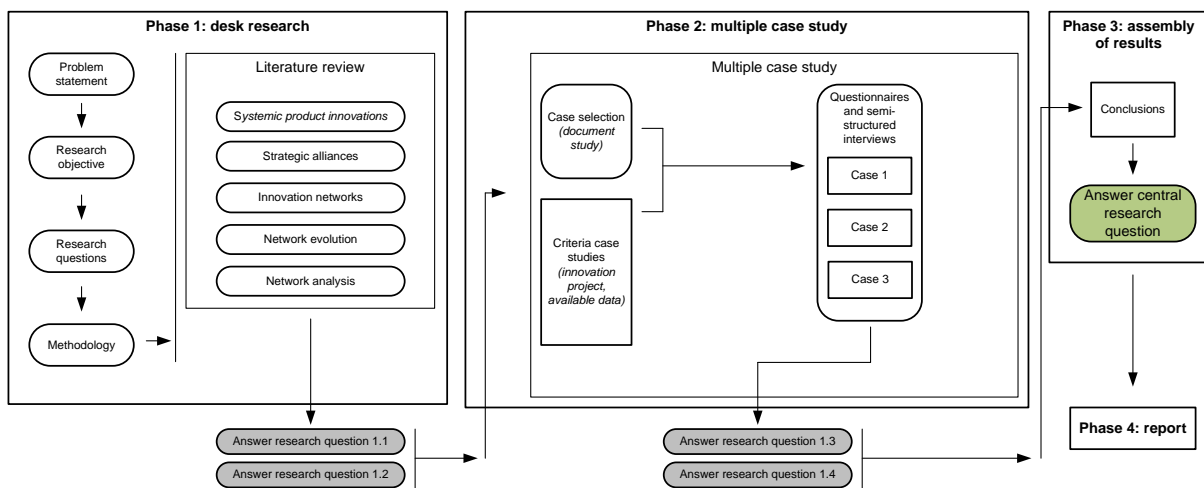 Phase 1: desk research
Problem
statement
Research
objective
Research
questions
Methodology
Literature review
Systemic product innovations
Strategic alliances
Innovation networks
Network evolution
Network analysis
Answer research question 1.1
Answer research question 1.2
Phase 2: multiple case study
Multiple case study
Case selection
(document
study)
Criteria case
studies
(innovation
project,
available data)
Questionnaires
and semi-
structured
interviews
Case 1
Case 2
Case 3
Answer research question 1.3
Answer research question 1.4
Phase 3: assembly
of results
Conclusions
Answer central
research
question
Phase 4: report